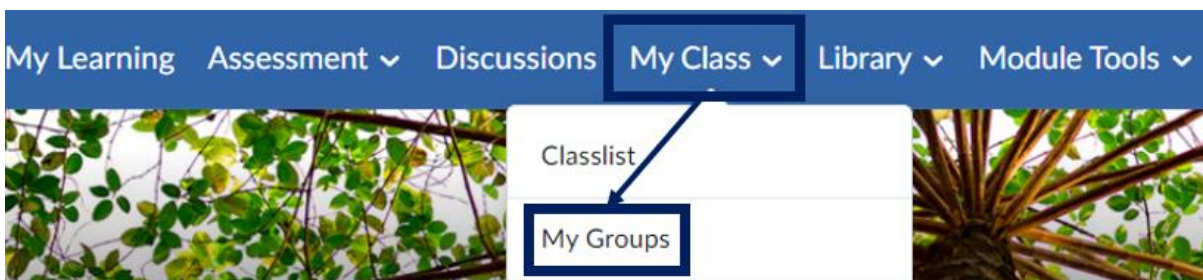 My Learning Assessment Discussions My Class Library Module Tools
Classlist
My Groups